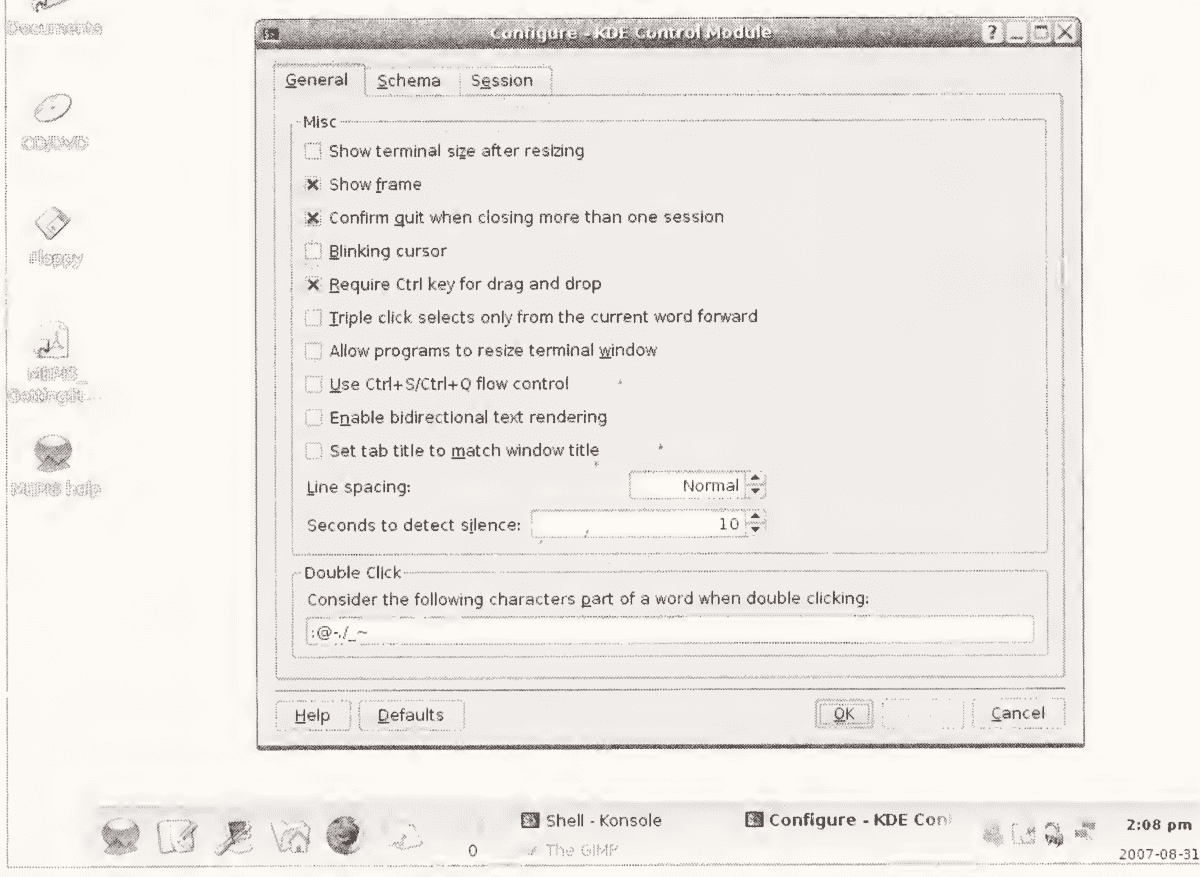 Documents
CD/DVD
Floppy
MEPIS_
MEPIS help
Configure - KDE Control Module
General Schema Session
Misc
Show terminal size after resizing
Show frame
Confirm quit when closing more than one session
Blinking cursor
Require Ctrl key for drag and drop
Triple click selects only from the current word forward
Allow programs to resize terminal window
Use Ctrl+S/Ctrl+Q flow control
Enable bidirectional text rendering
Set tab title to match window title
Line spacing: Normal
Seconds to detect silence: 10
Double Click
Consider the following characters part of a word when double clicking:
:@-./_~
Help Defaults OK Cancel
Shell - Konsole Configure - KDE Con
0 The GIMP
2:08 pm
2007-08-31